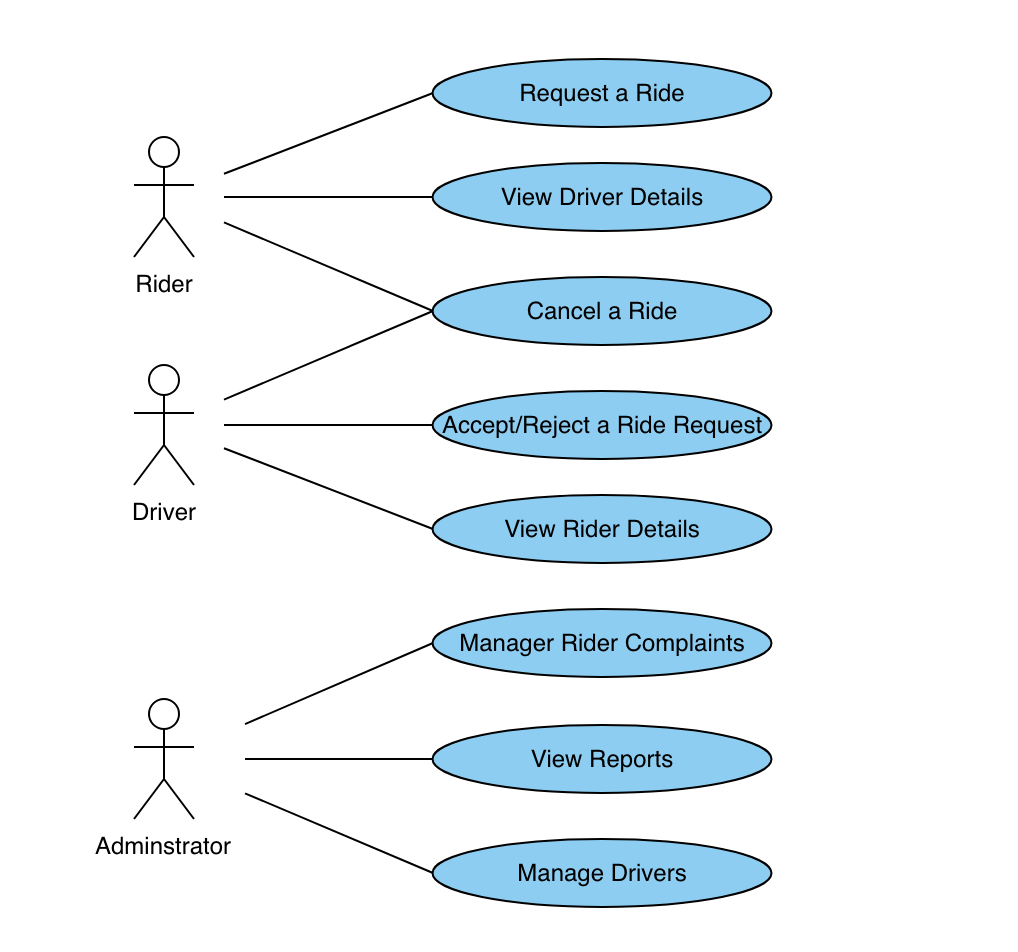 Request a Ride
View Driver Details
Rider
Cancel a Ride
Accept/Reject a Ride Request
Driver
View Rider Details
Manager Rider Complaints
View Reports
Adminstrator
Manage Drivers